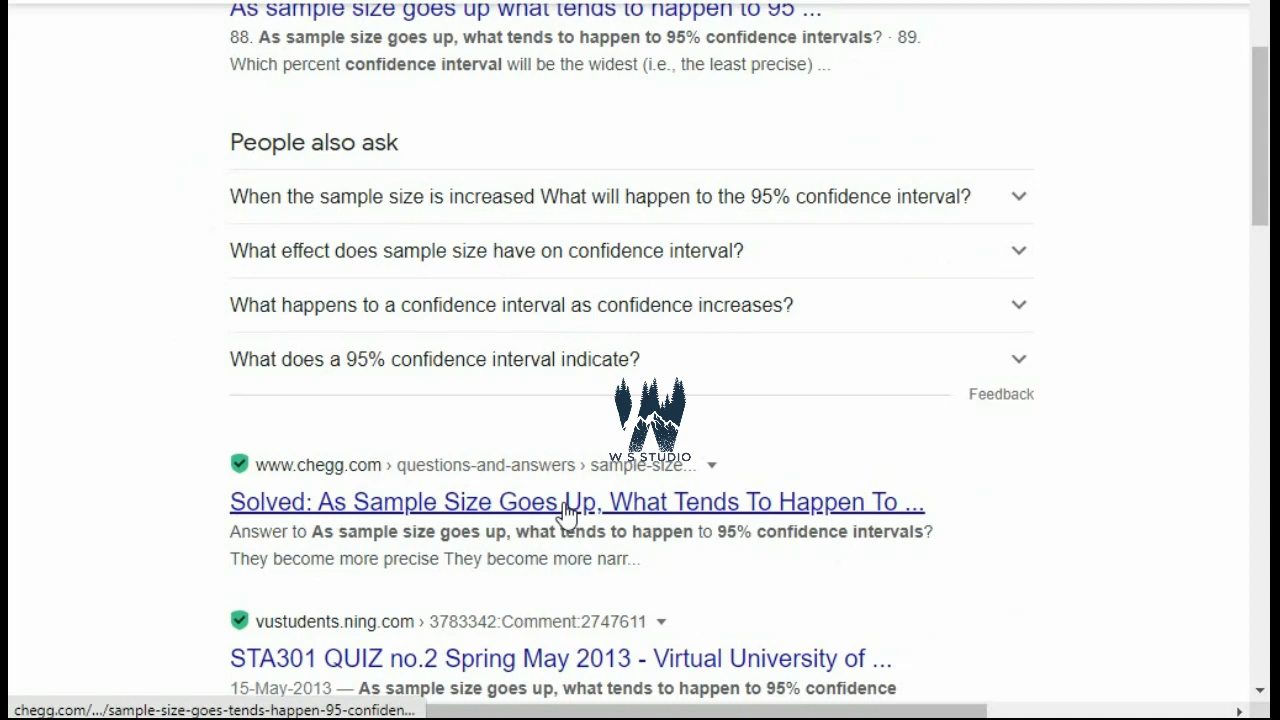 As sample size goes up what tends to happen to 95 ...
88. As sample size goes up, what tends to happen to 95% confidence intervals? · 89.
Which percent confidence interval will be the widest (i.e., the least precise) ...
People also ask
When the sample size is increased What will happen to the 95% confidence interval?
What effect does sample size have on confidence interval?
What happens to a confidence interval as confidence increases?
What does a 95% confidence interval indicate?
Feedback
W S STUDIO
www.chegg.com › questions-and-answers › sample-size...
Solved: As Sample Size Goes Up, What Tends To Happen To ...
Answer to As sample size goes up, what tends to happen to 95% confidence intervals?
They become more precise They become more narr...
vustudents.ning.com › 3783342:Comment:2747611
STA301 QUIZ no.2 Spring May 2013 - Virtual University of ...
15-May-2013 — As sample size goes up, what tends to happen to 95% confidence
chegg.com/.../sample-size-goes-tends-happen-95-confiden...